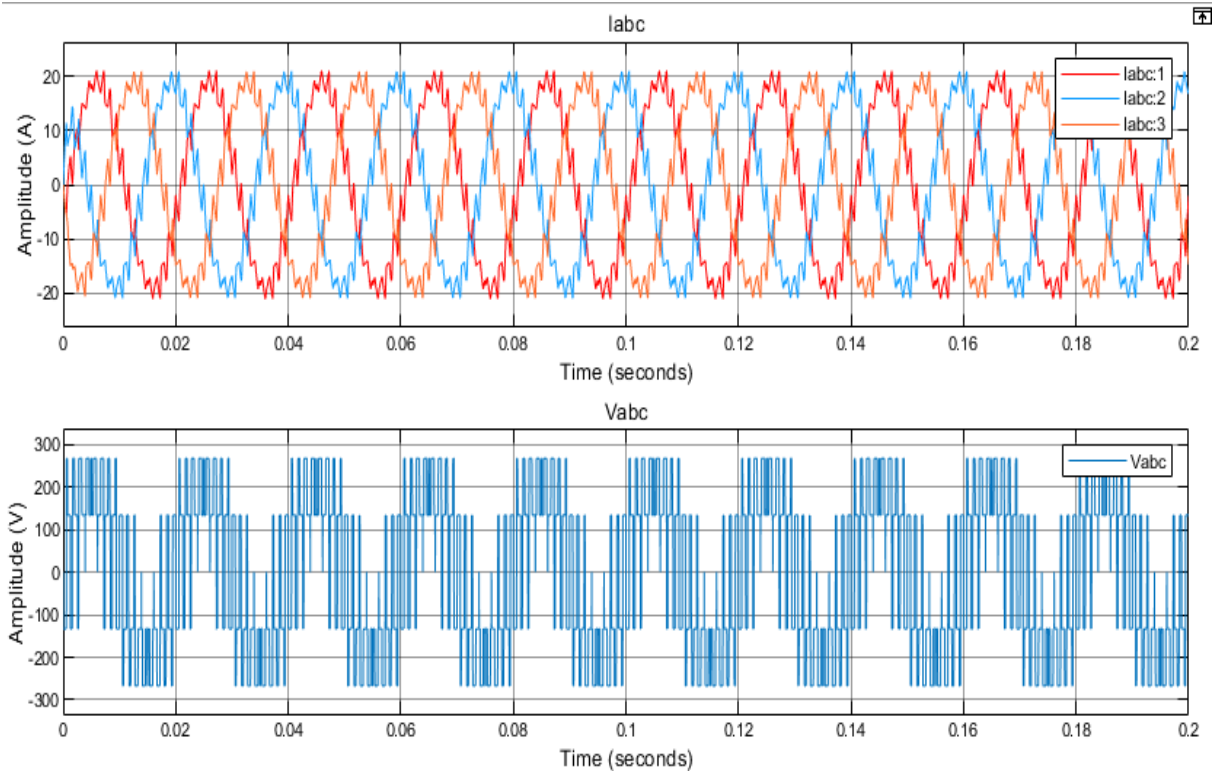 Iabc
Amplitude (A)
20
10
0
-10
-20
Iabc:1
Iabc:2
Iabc:3
0 0.02 0.04 0.06 0.08 0.1 0.12 0.14 0.16 0.18 0.2
Time (seconds)
Vabc
Amplitude (V)
300
200
100
0
-100
-200
-300
Vabc
0 0.02 0.04 0.06 0.08 0.1 0.12 0.14 0.16 0.18 0.2
Time (seconds)